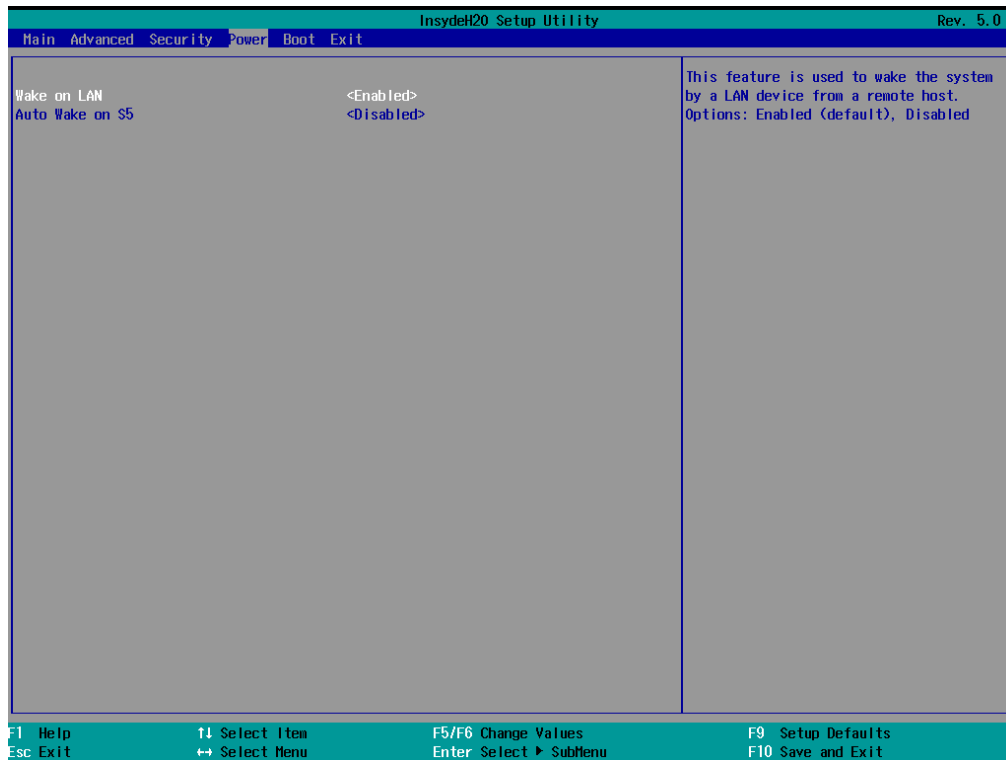 InsydeH2O Setup Utility Rev. 5.0
Main Advanced Security Power Boot Exit
Wake on LAN <Enabled>
Auto Wake on S5 <Disabled>
This feature is used to wake the system
by a LAN device from a remote host.
Options: Enabled (default), Disabled
F1 Help ↑↓ Select Item F5/F6 Change Values F9 Setup Defaults
Esc Exit ←→ Select Menu Enter Select ▶ SubMenu F10 Save and Exit